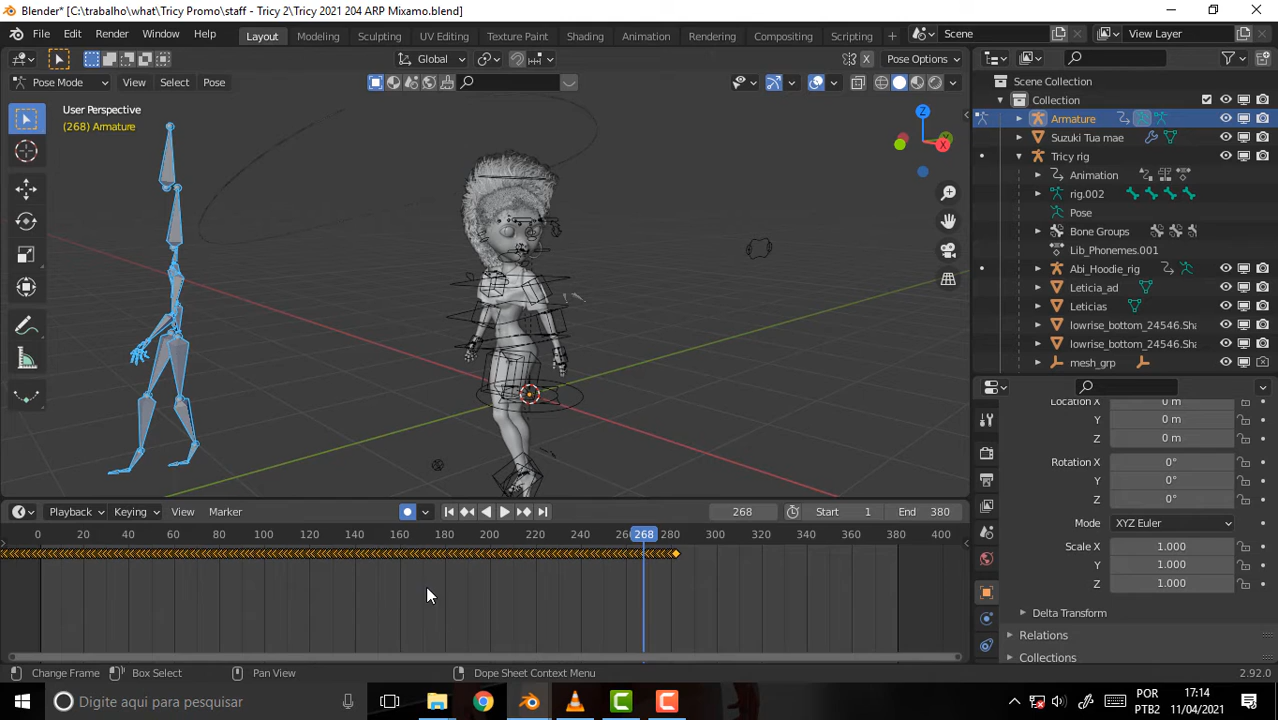 Blender* [C:\trabalho\what\Tricy Promo\staff - Tricy 2\Tricy 2021 204 ARP Mixamo.blend]
File Edit Render Window Help Layout Modeling Sculpting UV Editing Texture Paint Shading Animation Rendering Compositing Scripting Scene View Layer
Global X Pose Options
Pose Mode View Select Pose
User Perspective
(268) Armature
Z
X
Scene Collection
Collection
Armature
Suzuki Tua mae
Tricy rig
Animation
rig.002
Pose
Bone Groups
Lib_Phonemes.001
Abi_Hoodie_rig
Leticia_ad
Leticias
lowrise_bottom_24546.Sha
lowrise_bottom_24546.Sha
mesh_grp
Location X 0 m
Y 0 m
Z 0 m
Rotation X 0°
Y 0°
Z 0°
Mode XYZ Euler
Scale X 1.000
Y 1.000
Z 1.000
Delta Transform
Relations
Collections
Playback Keying View Marker 268 Start 1 End 380
0 20 40 60 80 100 120 140 160 180 200 220 240 268 280 300 320 340 360 380 400
Change Frame Box Select Pan View Dope Sheet Context Menu 2.92.0
Digite aqui para pesquisar
POR
PTB2
17:14
11/04/2021